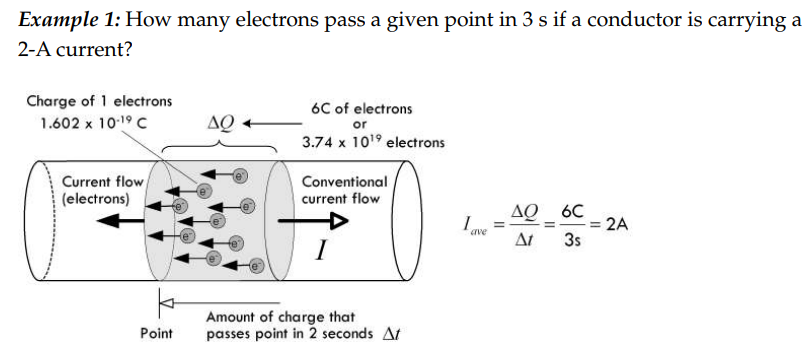 Example 1: How many electrons pass a given point in 3 s if a conductor is carrying a
2-A current?
Charge of 1 electrons
1.602 x 10⁻¹⁹ C
ΔQ
6C of electrons
or
3.74 x 10¹⁹ electrons
Current flow
(electrons)
e⁻
e⁻
e⁻
e⁻
e⁻
e⁻
e⁻
e⁻
e⁻
Conventional
current flow
I
I ave = ΔQ/Δt = 6C/3s = 2A
Point
Amount of charge that
passes point in 2 seconds Δt